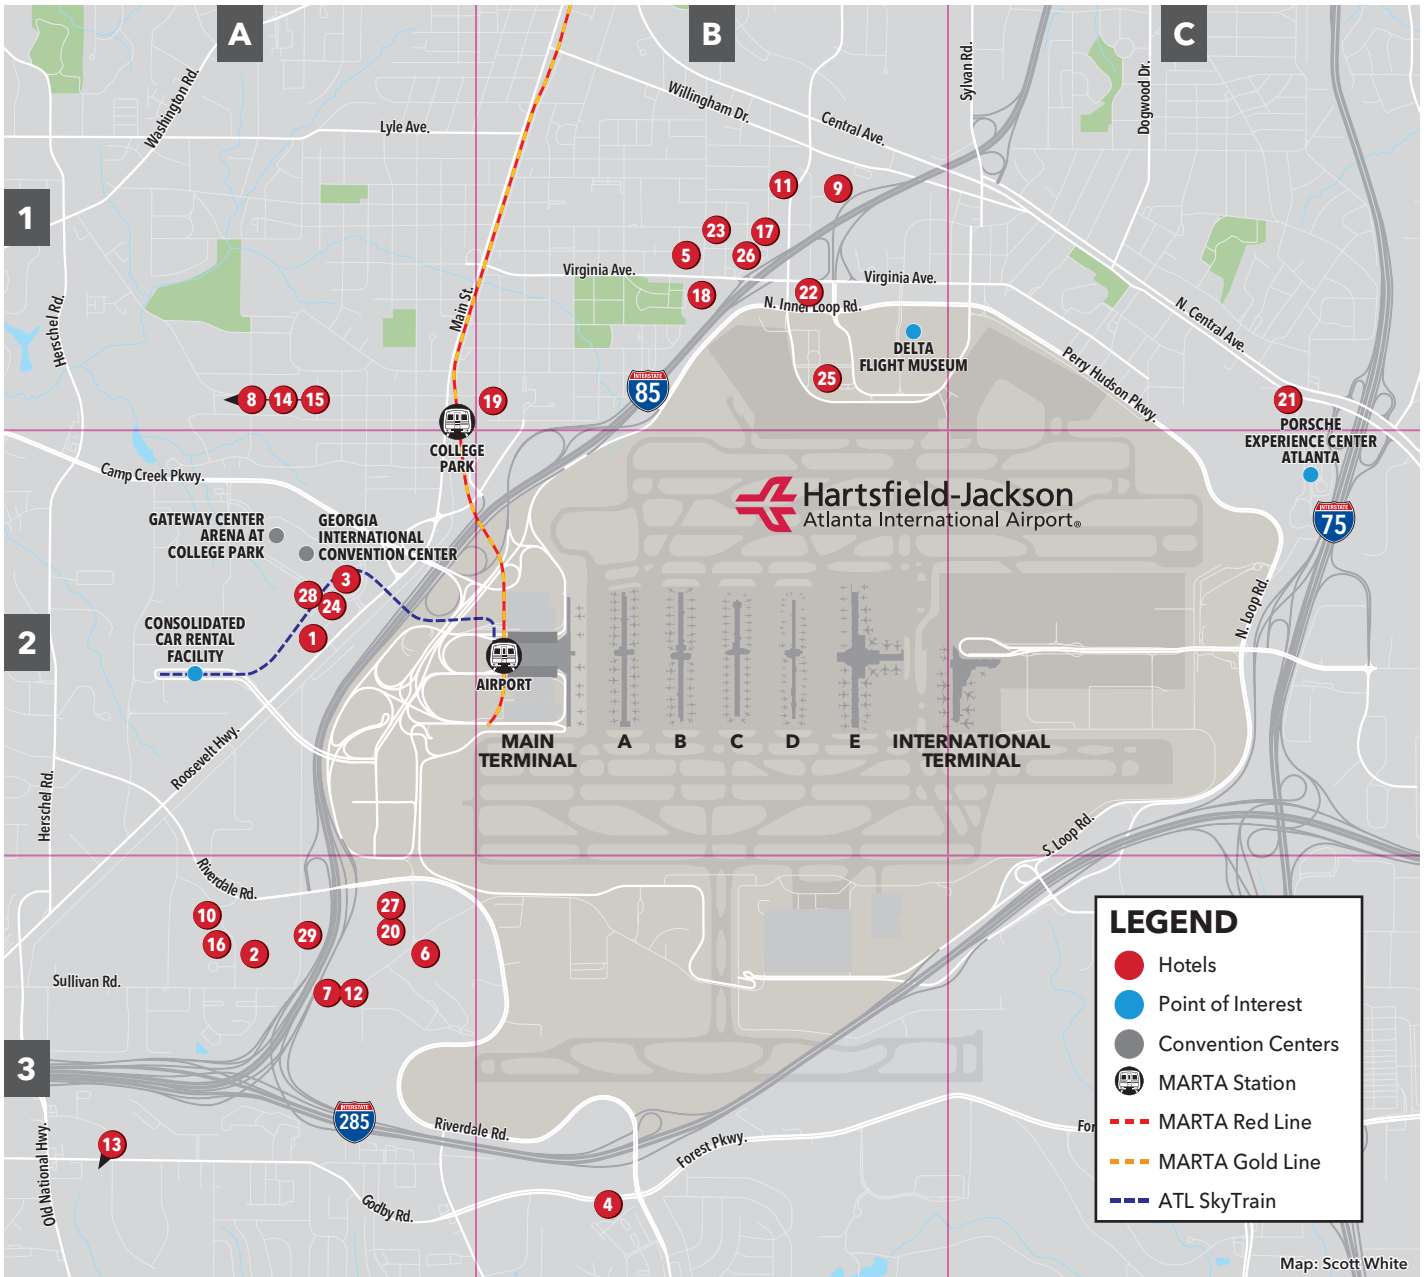 A
B
C
1
2
3
Washington Rd.
Lyle Ave.
Willingham Dr.
Central Ave.
Sylvan Rd.
Dogwood Dr.
11
9
23
17
5
26
Virginia Ave.
Virginia Ave.
18
22
N. Inner Loop Rd.
Main St.
Herschel Rd.
N. Central Ave.
DELTA
FLIGHT MUSEUM
Perry Hudson Pkwy.
25
INTERSTATE
85
8
14
15
19
21
COLLEGE
PARK
PORSCHE
EXPERIENCE CENTER
ATLANTA
Camp Creek Pkwy.
Hartsfield-Jackson
Atlanta International Airport®
INTERSTATE
75
GATEWAY CENTER
ARENA AT
COLLEGE PARK
GEORGIA
INTERNATIONAL
CONVENTION CENTER
3
28
24
1
CONSOLIDATED
CAR RENTAL
FACILITY
N. Loop Rd.
AIRPORT
MAIN
TERMINAL
A
B
C
D
E
INTERNATIONAL
TERMINAL
Roosevelt Hwy.
Herschel Rd.
S. Loop Rd.
Riverdale Rd.
10
16
2
29
27
20
6
7
12
Sullivan Rd.
INTERSTATE
285
Riverdale Rd.
Forest Pkwy.
For
13
Old National Hwy.
Godby Rd.
4
LEGEND
Hotels
Point of Interest
Convention Centers
MARTA Station
MARTA Red Line
MARTA Gold Line
ATL SkyTrain
Map: Scott White